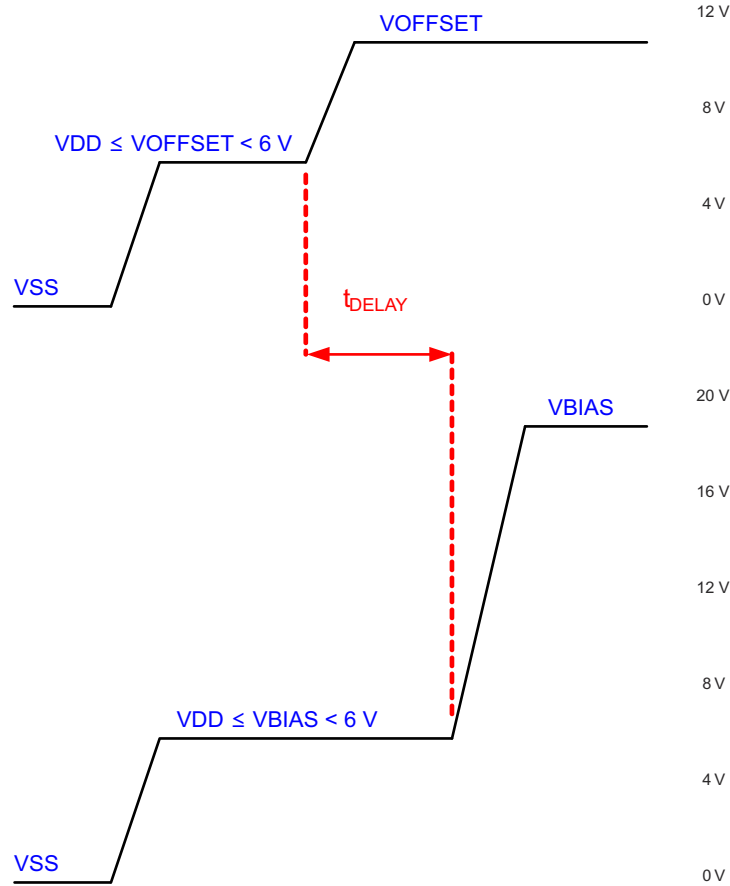 12 V
VOFFSET
8 V
VDD ≤ VOFFSET < 6 V
4 V
VSS
tDELAY
0 V
20 V
VBIAS
16 V
12 V
8 V
VDD ≤ VBIAS < 6 V
4 V
VSS
0 V